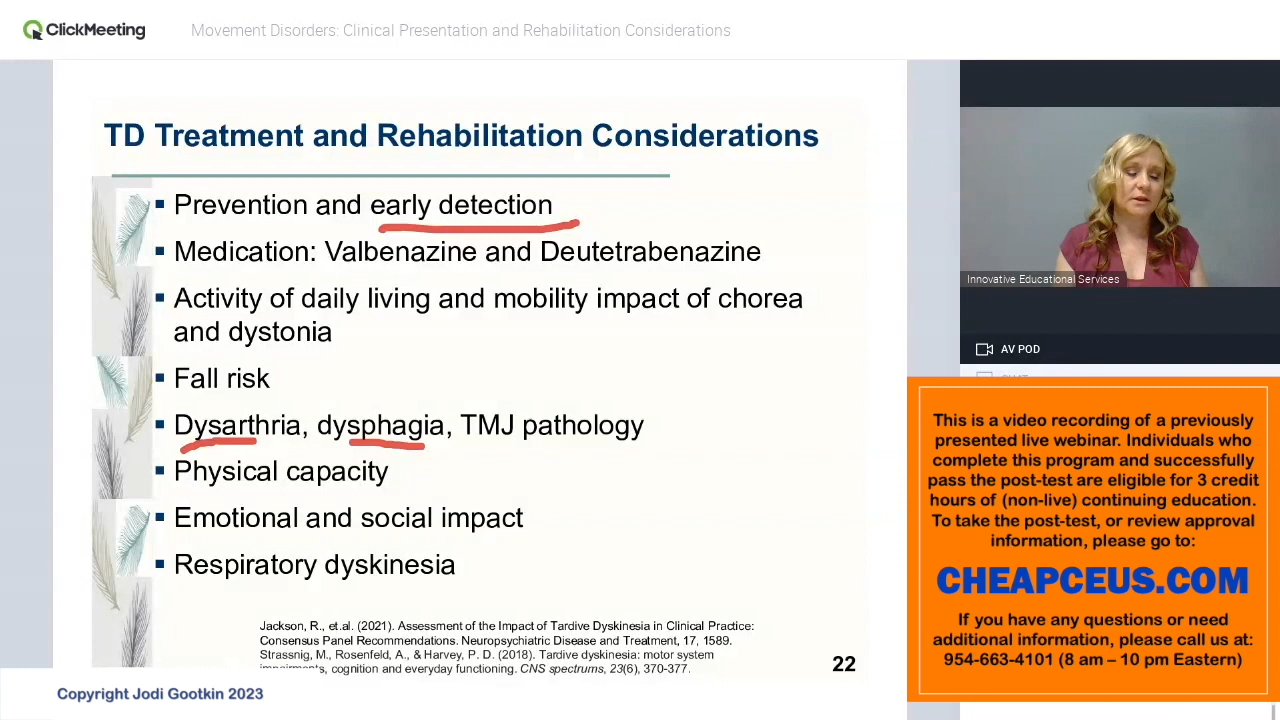 ClickMeeting
Movement Disorders: Clinical Presentation and Rehabilitation Considerations
TD Treatment and Rehabilitation Considerations
▪ Prevention and early detection
▪ Medication: Valbenazine and Deutetrabenazine
▪ Activity of daily living and mobility impact of chorea
and dystonia
▪ Fall risk
▪ Dysarthria, dysphagia, TMJ pathology
▪ Physical capacity
▪ Emotional and social impact
▪ Respiratory dyskinesia
Jackson, R., et.al. (2021). Assessment of the Impact of Tardive Dyskinesia in Clinical Practice:
Consensus Panel Recommendations. Neuropsychiatric Disease and Treatment, 17, 1589.
Strassnig, M., Rosenfeld, A., & Harvey, P. D. (2018). Tardive dyskinesia: motor system
impairments, cognition and everyday functioning. CNS spectrums, 23(6), 370-377.
22
Copyright Jodi Gootkin 2023
Innovative Educational Services
AV POD
This is a video recording of a previously
presented live webinar. Individuals who
complete this program and successfully
pass the post-test are eligible for 3 credit
hours of (non-live) continuing education.
To take the post-test, or review approval
information, please go to:
CHEAPCEUS.COM
If you have any questions or need
additional information, please call us at:
954-663-4101 (8 am – 10 pm Eastern)